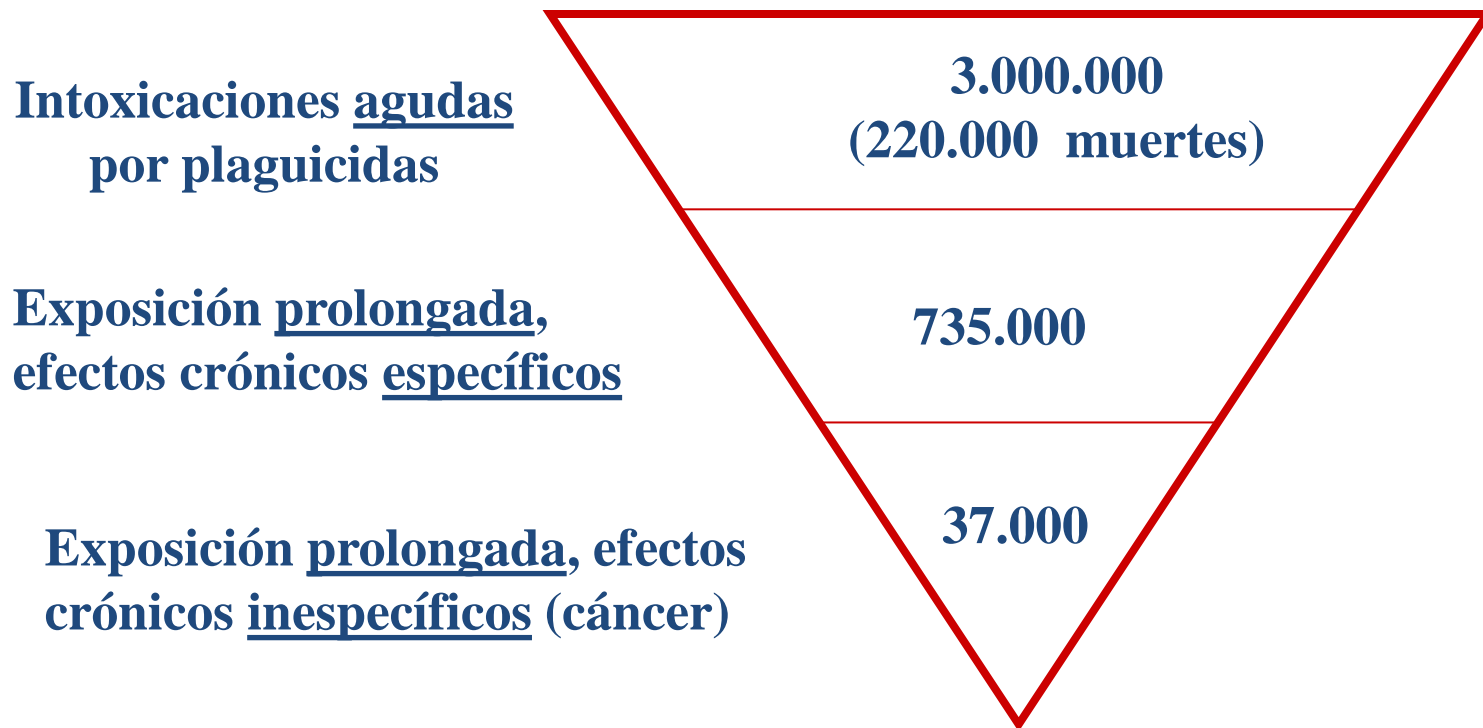 Intoxicaciones agudas
por plaguicidas
3.000.000
(220.000 muertes)
Exposición prolongada,
efectos crónicos específicos
735.000
Exposición prolongada, efectos
crónicos inespecíficos (cáncer)
37.000